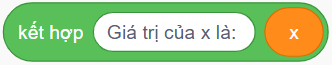 kết hợp Giá trị của x là: x